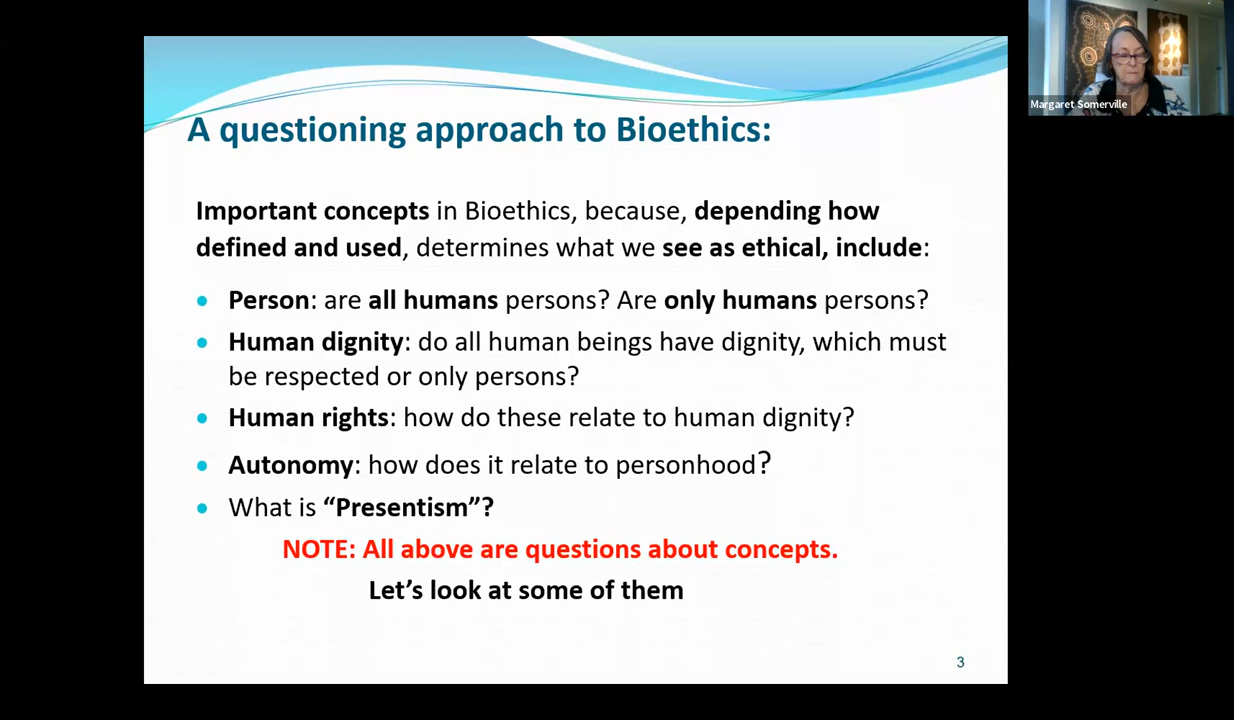 A questioning approach to Bioethics:
Important concepts in Bioethics, because, depending how
defined and used, determines what we see as ethical, include:
Person: are all humans persons? Are only humans persons?
Human dignity: do all human beings have dignity, which must
be respected or only persons?
Human rights: how do these relate to human dignity?
Autonomy: how does it relate to personhood?
What is “Presentism”?
NOTE: All above are questions about concepts.
Let’s look at some of them
3
Margaret Somerville